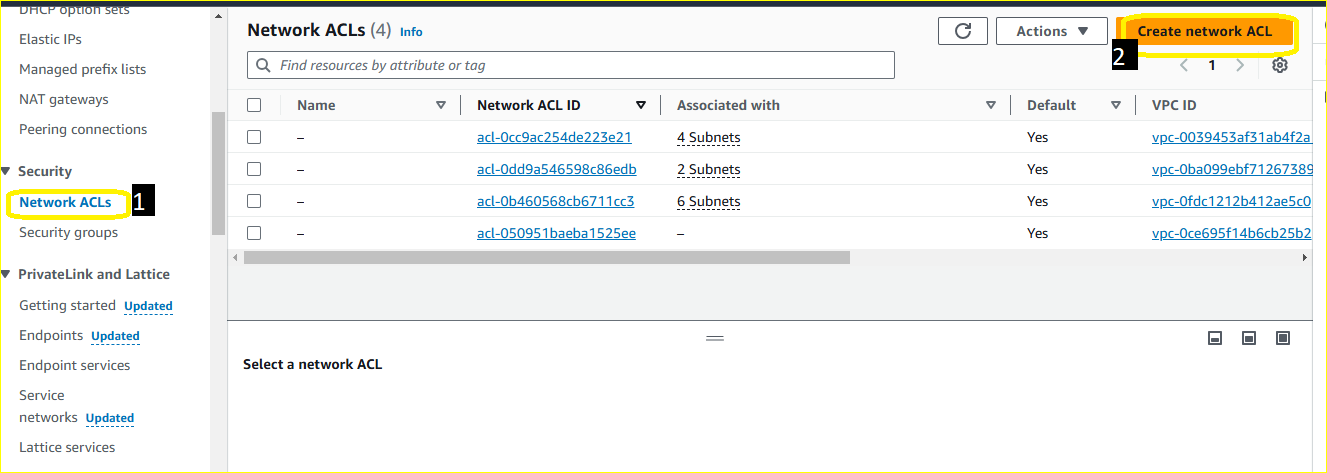 DHCP option sets
Elastic IPs
Managed prefix lists
NAT gateways
Peering connections
Security
Network ACLs 1
Security groups
PrivateLink and Lattice
Getting started Updated
Endpoints Updated
Endpoint services
Service
networks Updated
Lattice services
Network ACLs (4) Info
Actions
Create network ACL
2
Find resources by attribute or tag
1
Name Network ACL ID Associated with Default VPC ID
– acl-0cc9ac254de223e21 4 Subnets Yes vpc-0039453af31ab4f2a
– acl-0dd9a546598c86edb 2 Subnets Yes vpc-0ba099ebf71267389
– acl-0b460568cb6711cc3 6 Subnets Yes vpc-0fdc1212b412ae5c0
– acl-050951baeba1525ee – Yes vpc-0ce695f14b6cb25b2
Select a network ACL